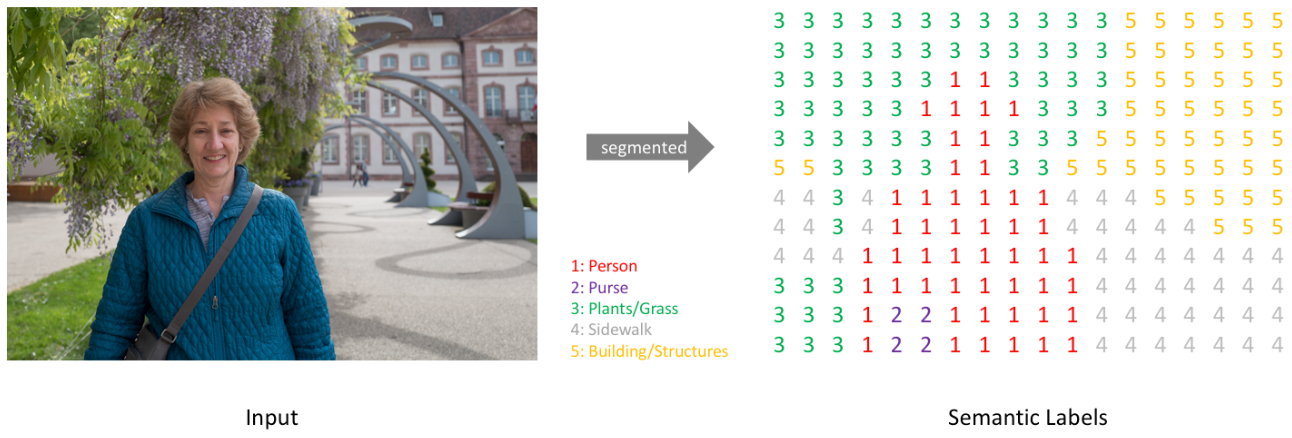 3 3 3 3 3 3 3 3 3 3 3 3 5 5 5 5 5 5
3 3 3 3 3 3 3 3 3 3 3 3 5 5 5 5 5 5
3 3 3 3 3 3 1 1 3 3 3 3 5 5 5 5 5 5
3 3 3 3 3 1 1 1 1 3 3 3 5 5 5 5 5 5
3 3 3 3 3 3 1 1 3 3 3 5 5 5 5 5 5 5
5 5 3 3 3 3 1 1 3 3 5 5 5 5 5 5 5 5
4 4 3 4 1 1 1 1 1 1 4 4 4 5 5 5 5 5
4 4 3 4 1 1 1 1 1 1 4 4 4 4 4 5 5 5
4 4 4 1 1 1 1 1 1 1 1 4 4 4 4 4 4 4
3 3 3 1 1 1 1 1 1 1 1 4 4 4 4 4 4 4
3 3 3 1 2 2 1 1 1 1 1 4 4 4 4 4 4 4
3 3 3 1 2 2 1 1 1 1 1 4 4 4 4 4 4 4
segmented
1: Person
2: Purse
3: Plants/Grass
4: Sidewalk
5: Building/Structures
Input
Semantic Labels